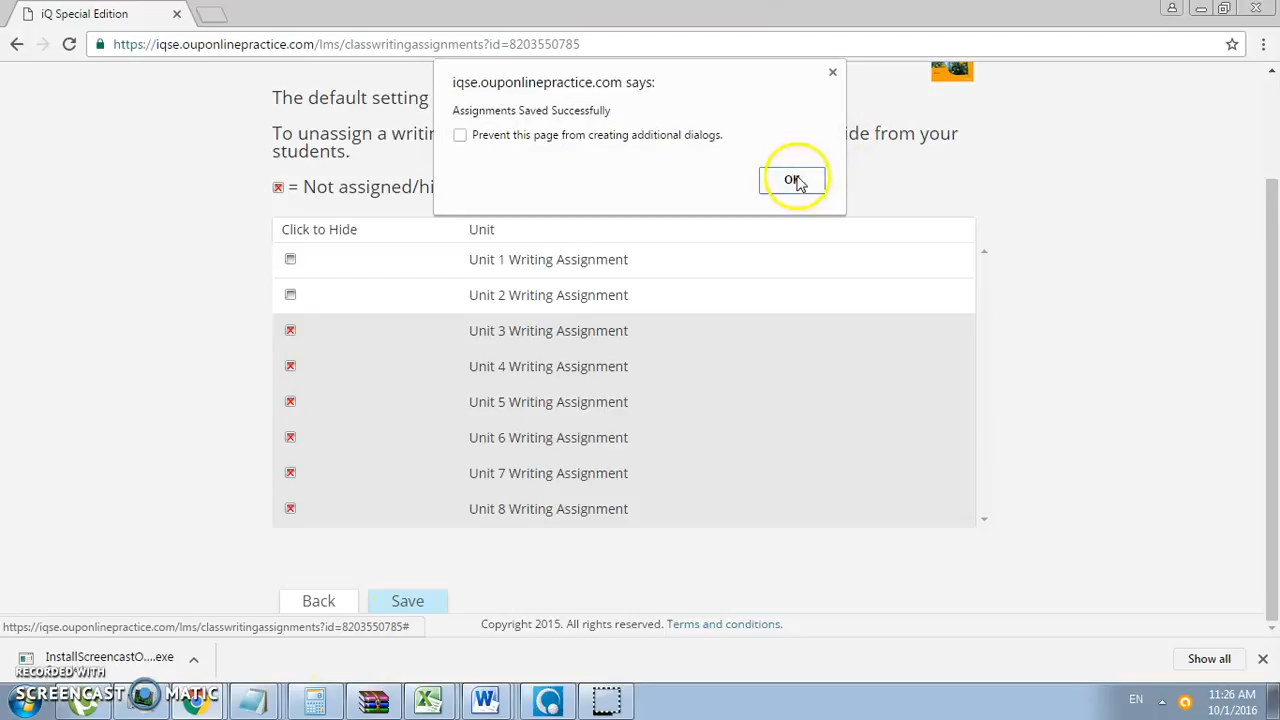 iQ Special Edition
https://iqse.ouponlinepractice.com/lms/classwritingassignments?id=8203550785
iqse.ouponlinepractice.com says:
Assignments Saved Successfully
Prevent this page from creating additional dialogs.
OK
The default setting
To unassign a writin
ide from your
students.
= Not assigned/hi
Click to Hide Unit
Unit 1 Writing Assignment
Unit 2 Writing Assignment
Unit 3 Writing Assignment
Unit 4 Writing Assignment
Unit 5 Writing Assignment
Unit 6 Writing Assignment
Unit 7 Writing Assignment
Unit 8 Writing Assignment
Back Save
https://iqse.ouponlinepractice.com/lms/classwritingassignments?id=8203550785#
Copyright 2015. All rights reserved. Terms and conditions.
InstallScreencastO....exe
Show all
RECORDED WITH
SCREENCAST MATIC
EN
11:26 AM
10/1/2016